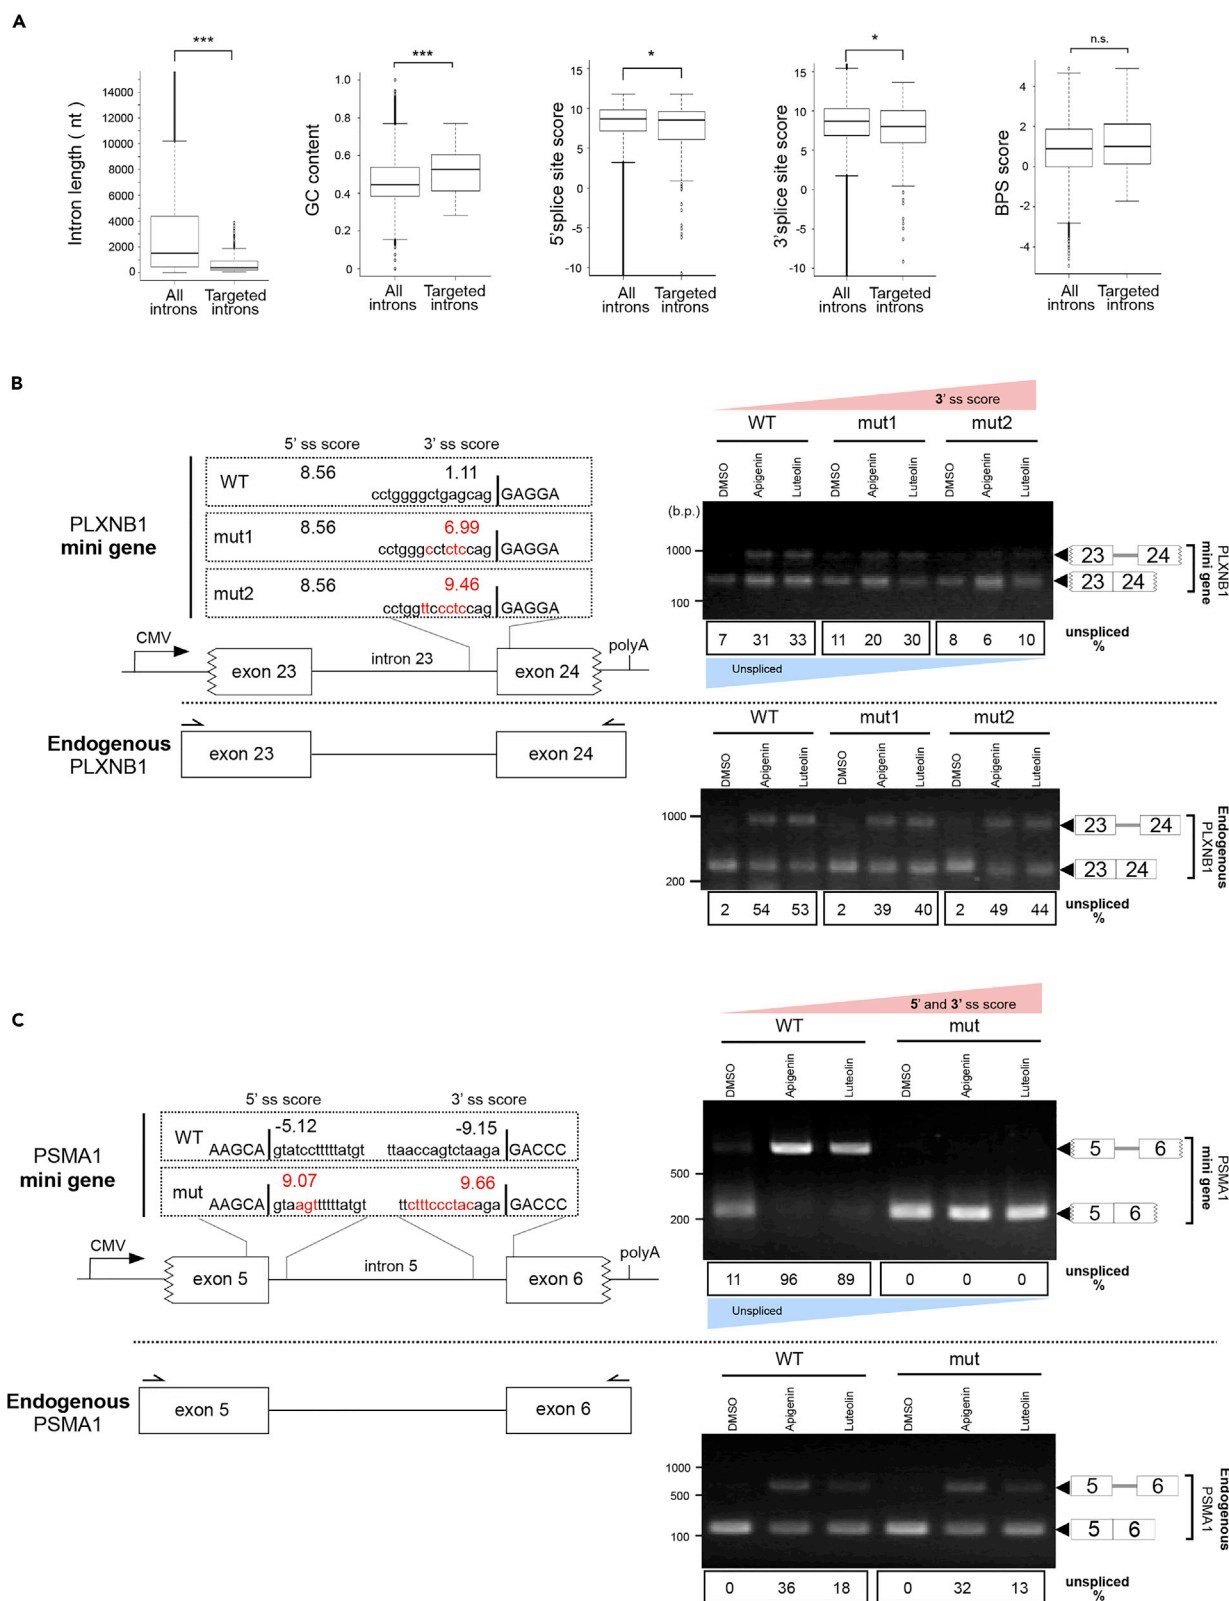 A
***
***
*
*
n.s.
Intron length ( nt )
14000
12000
10000
8000
6000
4000
2000
0
All introns
Targeted introns
GC content
1.0
0.8
0.6
0.4
0.2
0
All introns
Targeted introns
5'splice site score
15
10
5
0
-5
-10
All introns
Targeted introns
3'splice site score
15
10
5
0
-5
-10
All introns
Targeted introns
BPS score
4
2
0
-2
-4
All introns
Targeted introns
B
5' ss score 3' ss score
WT 8.56 1.11
cctggggctgagcag GAGGA
mut1 8.56 6.99
cctgggcctctccag GAGGA
mut2 8.56 9.46
cctggttccctccag GAGGA
PLXNB1
mini gene
CMV
exon 23
intron 23
exon 24
polyA
3' ss score
WT mut1 mut2
DMSO Apigenin Luteolin DMSO Apigenin Luteolin DMSO Apigenin Luteolin
(b.p.)
1000
100
23 24
23 24
PLXNB1
mini gene
7 31 33 11 20 30 8 6 10
unspliced
%
Unspliced
Endogenous
PLXNB1
exon 23
exon 24
WT mut1 mut2
DMSO Apigenin Luteolin DMSO Apigenin Luteolin DMSO Apigenin Luteolin
1000
200
23 24
23 24
Endogenous
PLXNB1
2 54 53 2 39 40 2 49 44
unspliced
%
C
5' ss score 3' ss score
WT -5.12 -9.15
AAGCA gtatcctttttatgt ttaaccagtctaaga GACCC
mut 9.07 9.66
AAGCA gtaagttttttatgt ttctttccctacaga GACCC
PSMA1
mini gene
CMV
exon 5
intron 5
exon 6
polyA
5' and 3' ss score
WT mut
DMSO Apigenin Luteolin DMSO Apigenin Luteolin
500
200
5 6
5 6
PSMA1
mini gene
11 96 89 0 0 0
unspliced
%
Unspliced
Endogenous
PSMA1
exon 5
exon 6
WT mut
DMSO Apigenin Luteolin DMSO Apigenin Luteolin
1000
500
100
5 6
5 6
Endogenous
PSMA1
0 36 18 0 32 13
unspliced
%